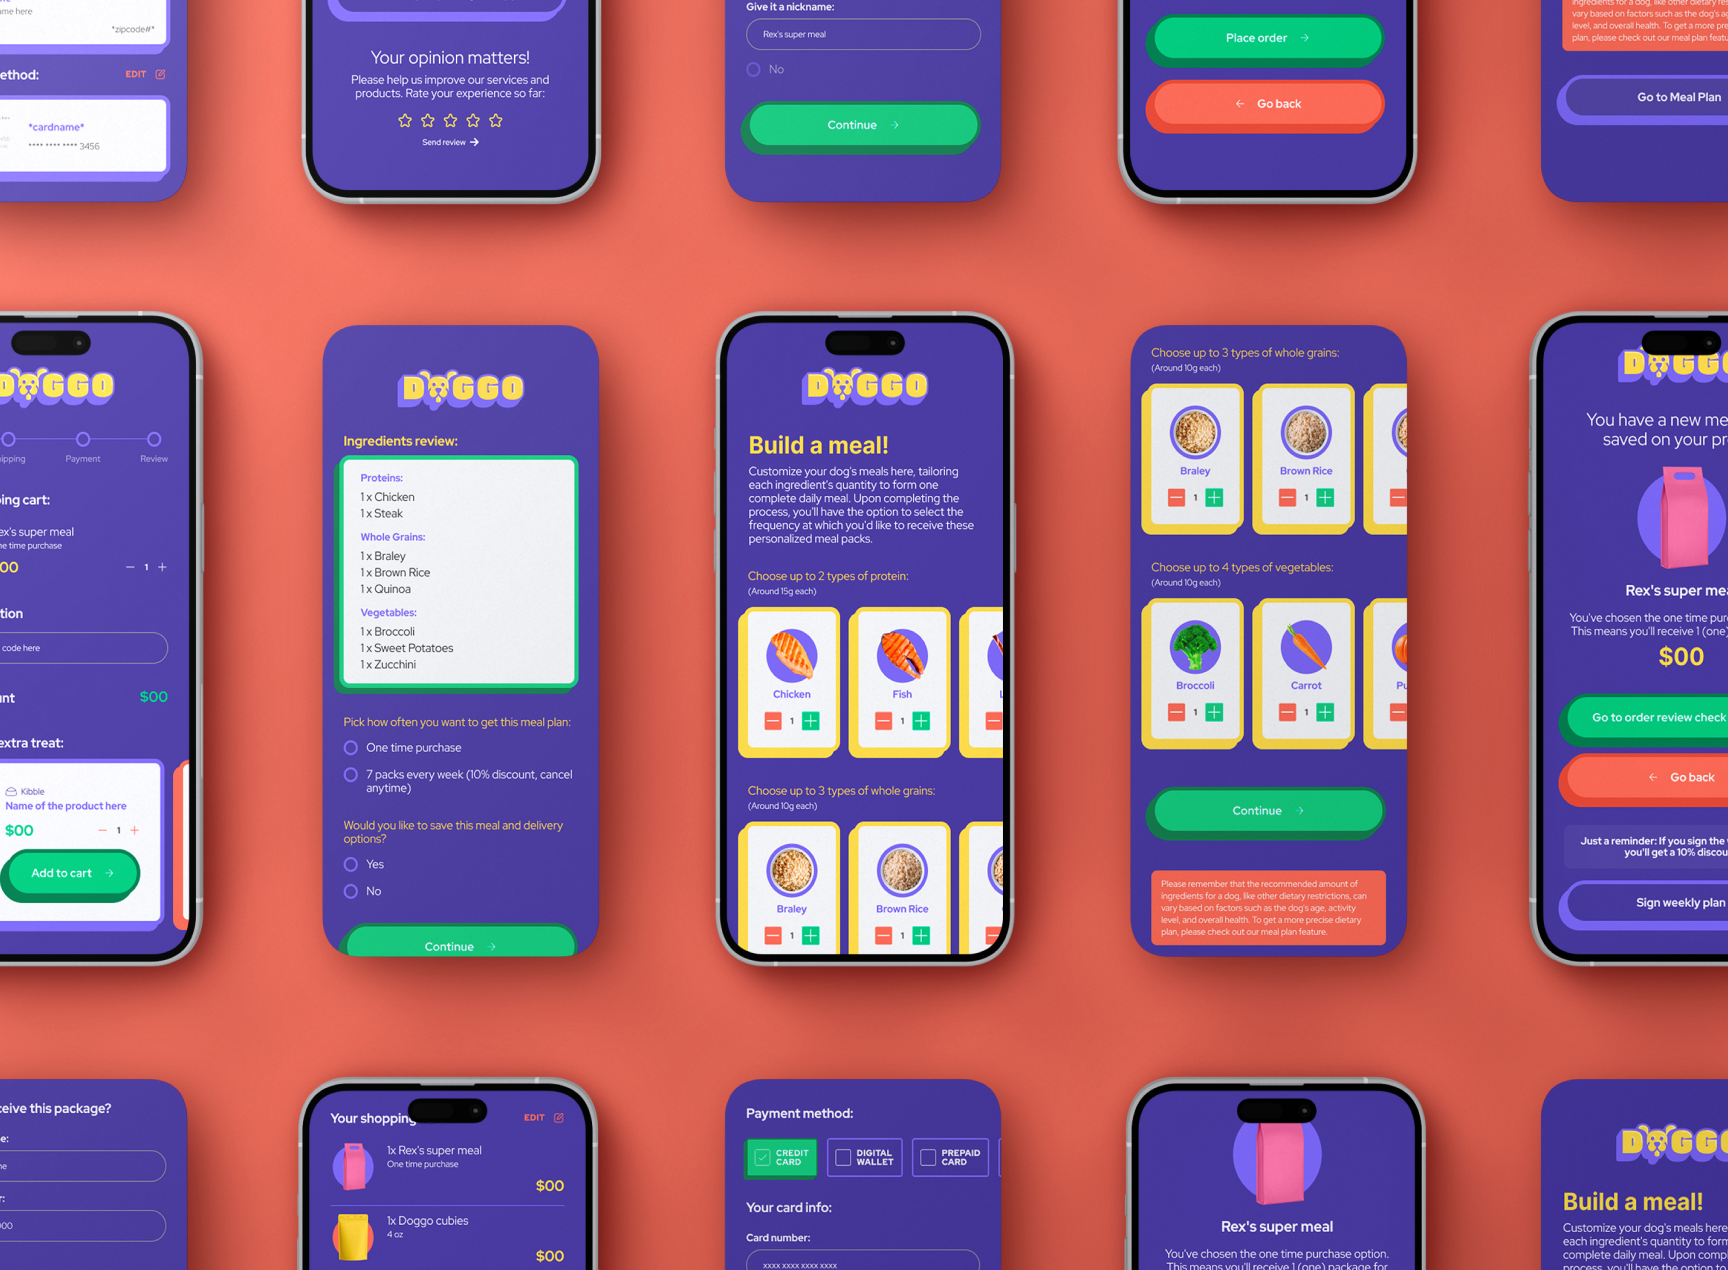 ame here
*zipcode#*
ethod:
EDIT
*cardname*
•••• •••• •••• 3456
Your opinion matters!
Please help us improve our services and
products. Rate your experience so far:
Send review
Give it a nickname:
Rex's super meal
No
Continue
Place order
Go back
ingredients for a dog, like other dietary restr
vary based on factors such as the dog's a
level, and overall health. To get a more pre
plan, please check out our meal plan featu
Go to Meal Plan
DOGGO
ipping
Payment
Review
ing cart:
ex's super meal
ne time purchase
00
1
tion
code here
unt
$00
extra treat:
Kibble
Name of the product here
$00
1
Add to cart
DOGGO
Ingredients review:
Proteins:
1 x Chicken
1 x Steak
Whole Grains:
1 x Braley
1 x Brown Rice
1 x Quinoa
Vegetables:
1 x Broccoli
1 x Sweet Potatoes
1 x Zucchini
Pick how often you want to get this meal plan:
One time purchase
7 packs every week (10% discount, cancel
anytime)
Would you like to save this meal and delivery
options?
Yes
No
Continue
DOGGO
Build a meal!
Customize your dog's meals here, tailoring
each ingredient's quantity to form one
complete daily meal. Upon completing the
process, you'll have the option to select the
frequency at which you'd like to receive these
personalized meal packs.
Choose up to 2 types of protein:
(Around 15g each)
Chicken
1
Fish
1
Choose up to 3 types of whole grains:
(Around 10g each)
Braley
1
Brown Rice
1
Choose up to 3 types of whole grains:
(Around 10g each)
Braley
1
Brown Rice
1
Choose up to 4 types of vegetables:
(Around 10g each)
Broccoli
1
Carrot
1
Pu
Continue
Please remember that the recommended amount of
ingredients for a dog, like other dietary restrictions, can
vary based on factors such as the dog's age, activity
level, and overall health. To get a more precise dietary
plan, please check out our meal plan feature.
DOGG
You have a new me
saved on your pr
Rex's super mea
You've chosen the one time pur
This means you'll receive 1 (one)
$00
Go to order review check
Go back
Just a reminder: If you sign the
you'll get a 10% discou
Sign weekly plan
ceive this package?
e:
ne
r:
000
Your shopping
EDIT
1x Rex's super meal
One time purchase
$00
1x Doggo cubies
4 oz
$00
Payment method:
CREDIT
CARD
DIGITAL
WALLET
PREPAID
CARD
Your card info:
Card number:
xxxx xxxx xxxx xxxx
Rex's super meal
You've chosen the one time purchase option.
This means you'll receive 1 (one) package for
DOGG
Build a meal!
Customize your dog's meals here
each ingredient's quantity to form
complete daily meal. Upon comp
process, you'll have the option to